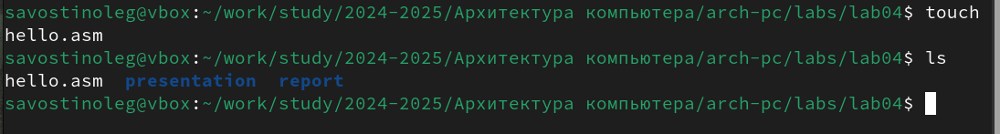 savostinoleg@vbox:~/work/study/2024-2025/Архитектура компьютера/arch-pc/labs/lab04$ touch
hello.asm
savostinoleg@vbox:~/work/study/2024-2025/Архитектура компьютера/arch-pc/labs/lab04$ ls
hello.asm  presentation  report
savostinoleg@vbox:~/work/study/2024-2025/Архитектура компьютера/arch-pc/labs/lab04$